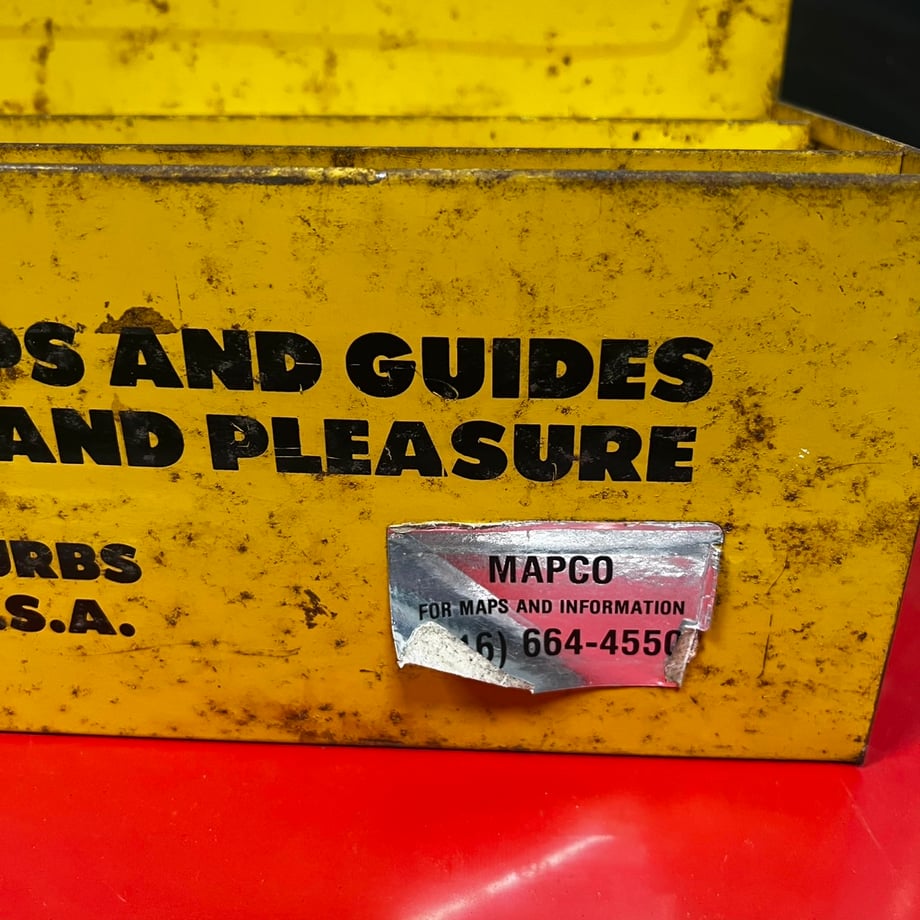 PS AND GUIDES
AND PLEASURE
URBS
.S.A.
MAPCO
FOR MAPS AND INFORMATION
16) 664-4550